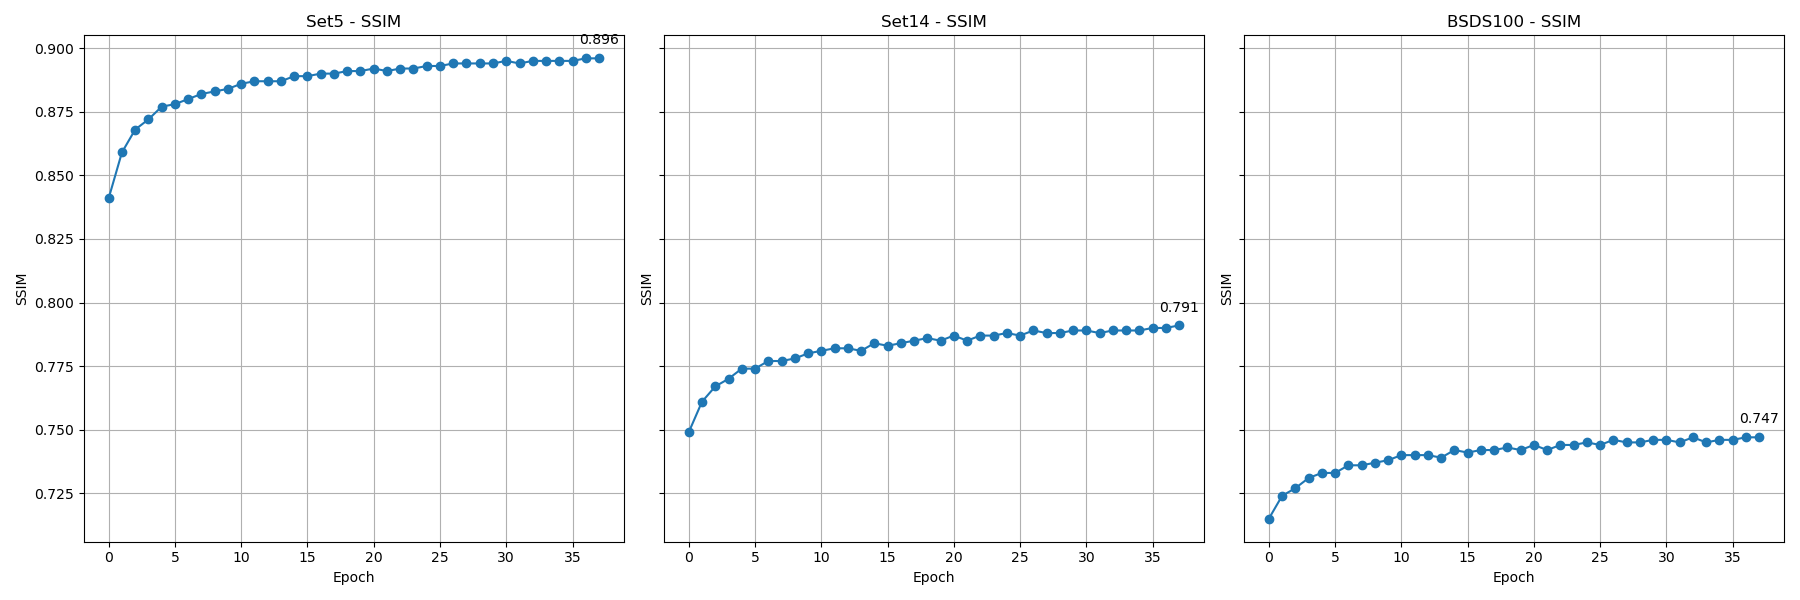 Set5 - SSIM
0.896
0.900
0.875
0.850
0.825
0.800
0.775
0.750
0.725
SSIM
0 5 10 15 20 25 30 35
Epoch
Set14 - SSIM
0.791
SSIM
0 5 10 15 20 25 30 35
Epoch
BSDS100 - SSIM
0.747
SSIM
0 5 10 15 20 25 30 35
Epoch